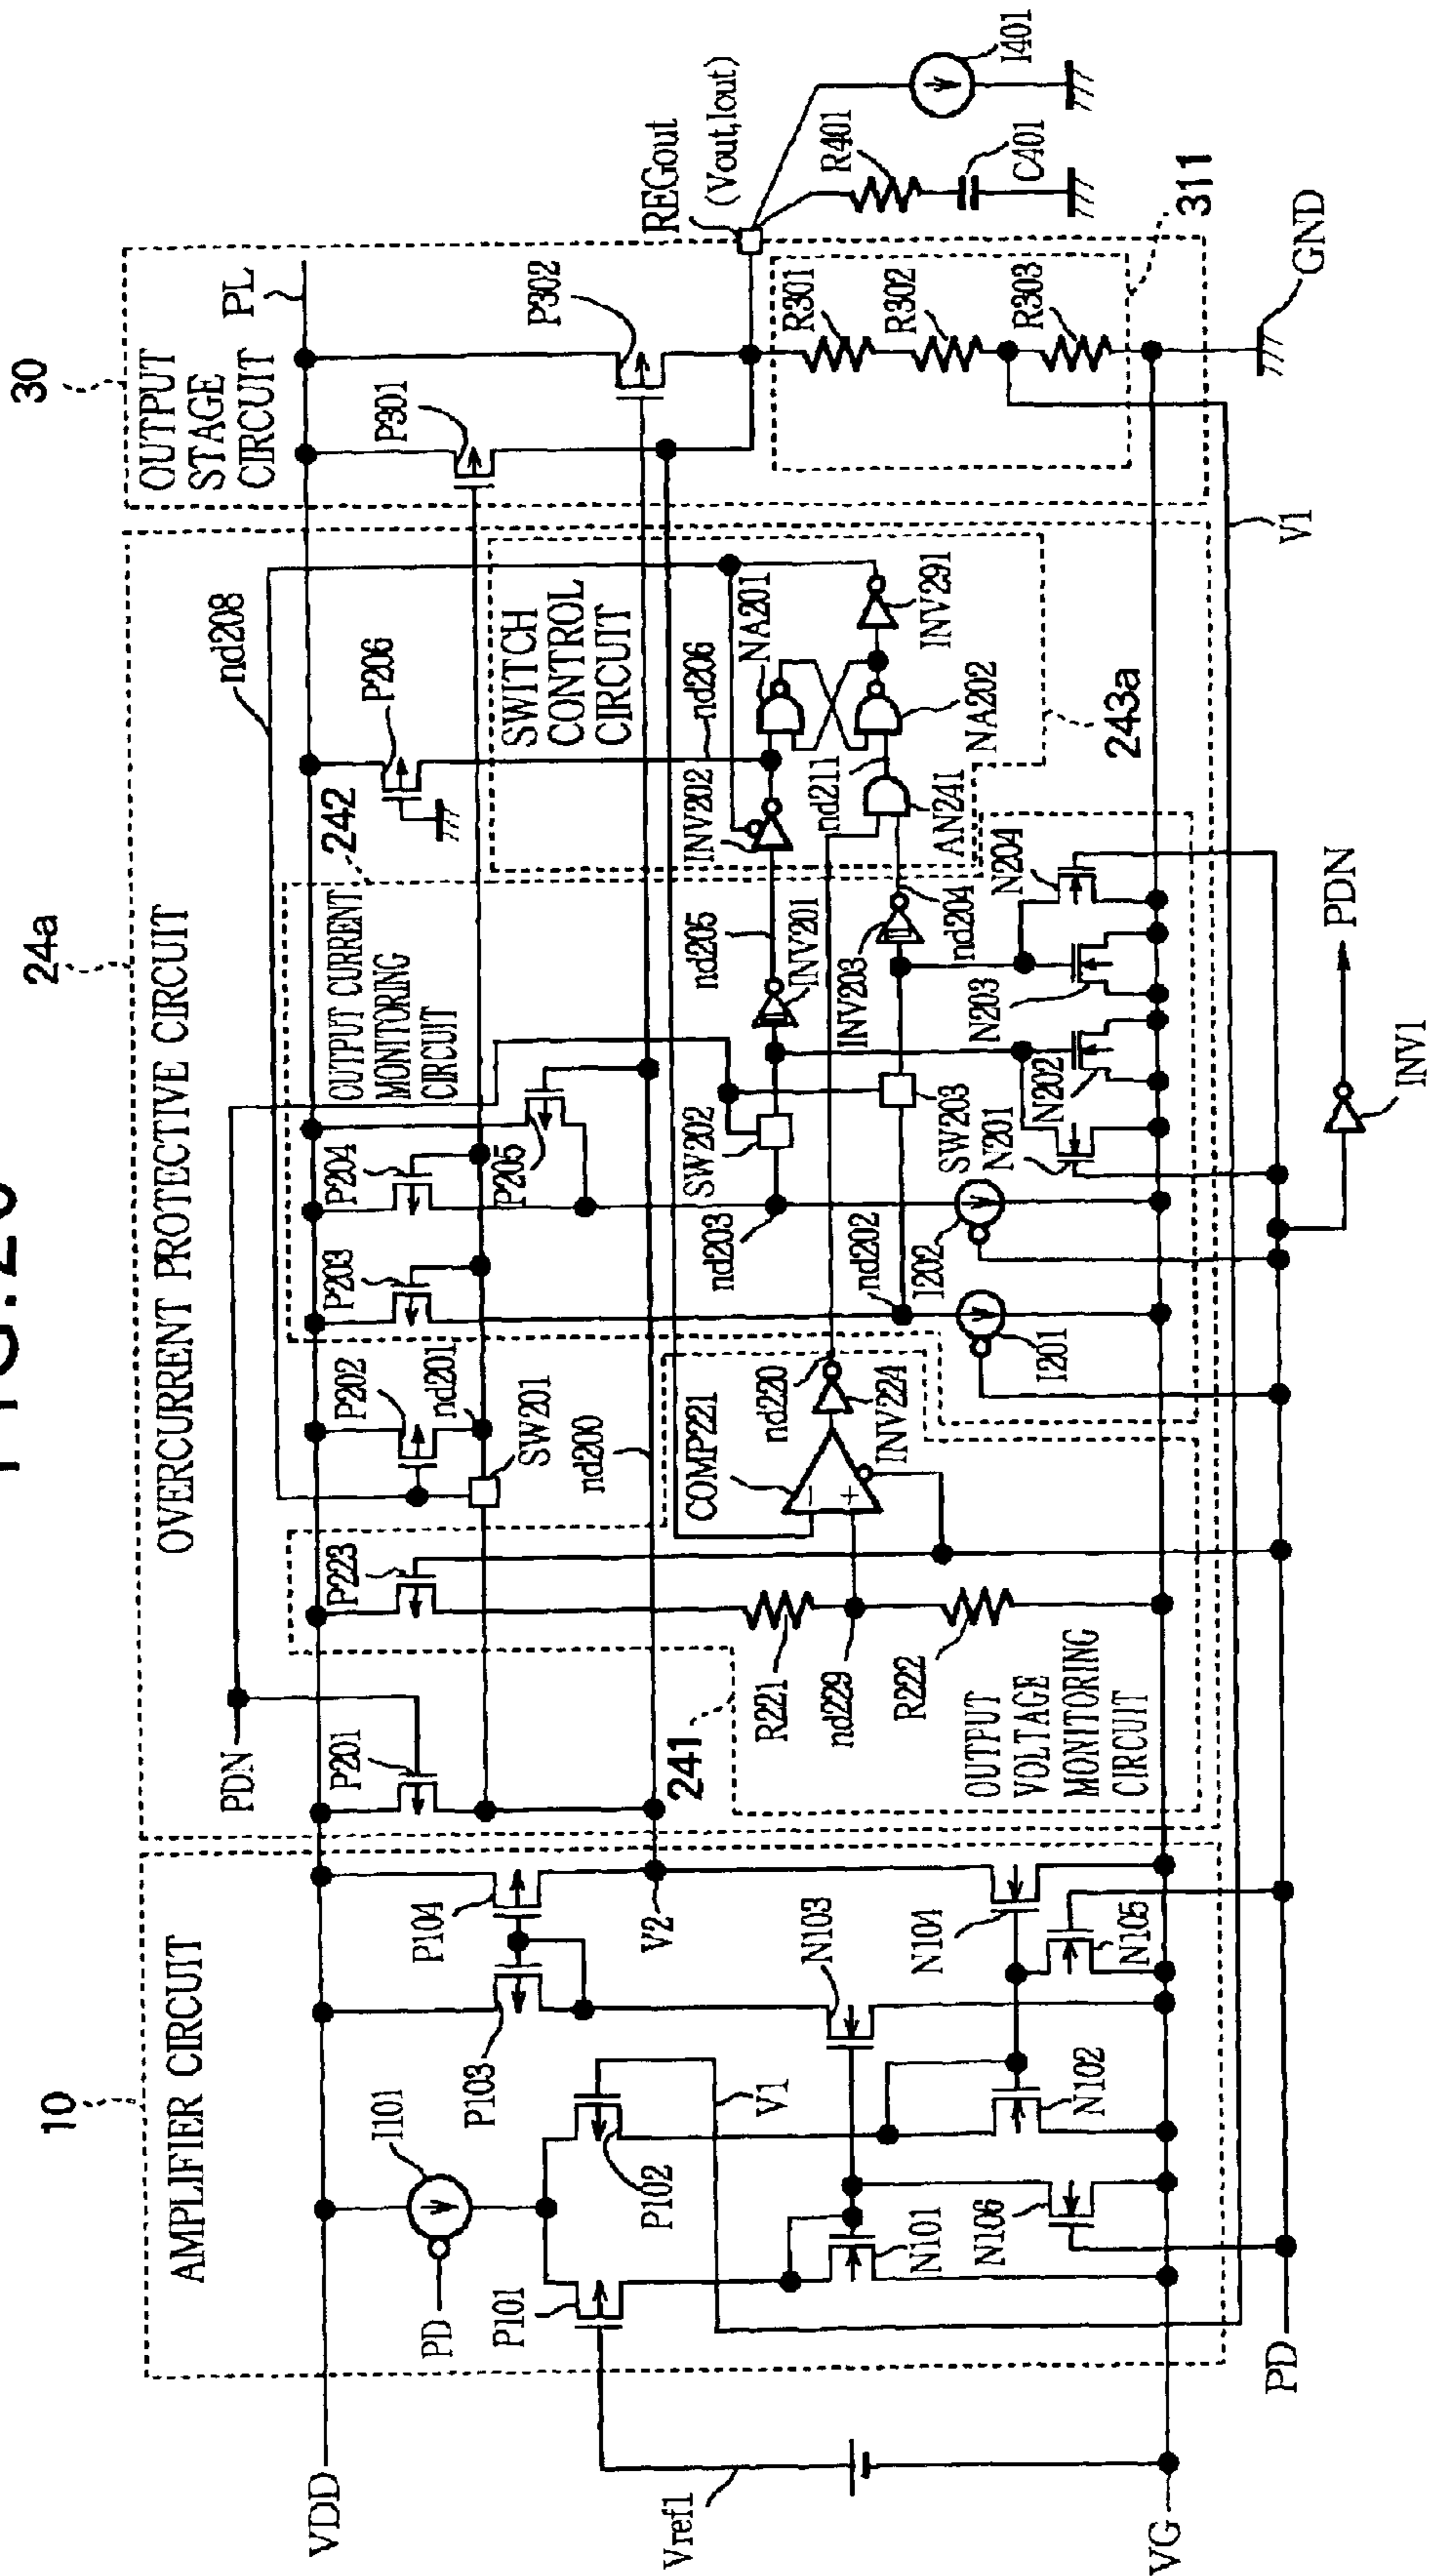 10
AMPLIFIER CIRCUIT
24a
OVERCURRENT PROTECTIVE CIRCUIT
30
OUTPUT
STAGE
CIRCUIT
VDD
PD
I101
P101
P102
P103
P104
V1
V2
N101
N102
N103
N104
N105
N106
Vref1
VG
PD
PDN
P201
P223
241
R221
nd229
R222
OUTPUT
VOLTAGE
MONITORING
CIRCUIT
P202
nd201
SW201
nd200
COMP221
nd220
INV224
nd208
242
OUTPUT CURRENT
MONITORING
CIRCUIT
P203
P204
P205
P206
nd203
nd202
SW202
SW203
I201
I202
nd205
INV201
INV203
nd204
N201
N202
N203
N204
SWITCH
CONTROL
CIRCUIT
nd206
INV202
nd211
AN241
NA201
NA202
INV291
243a
PL
P301
P302
REGout
(Vout,Iout)
R301
R302
R303
311
R401
C401
I401
GND
V1
INV1
PDN